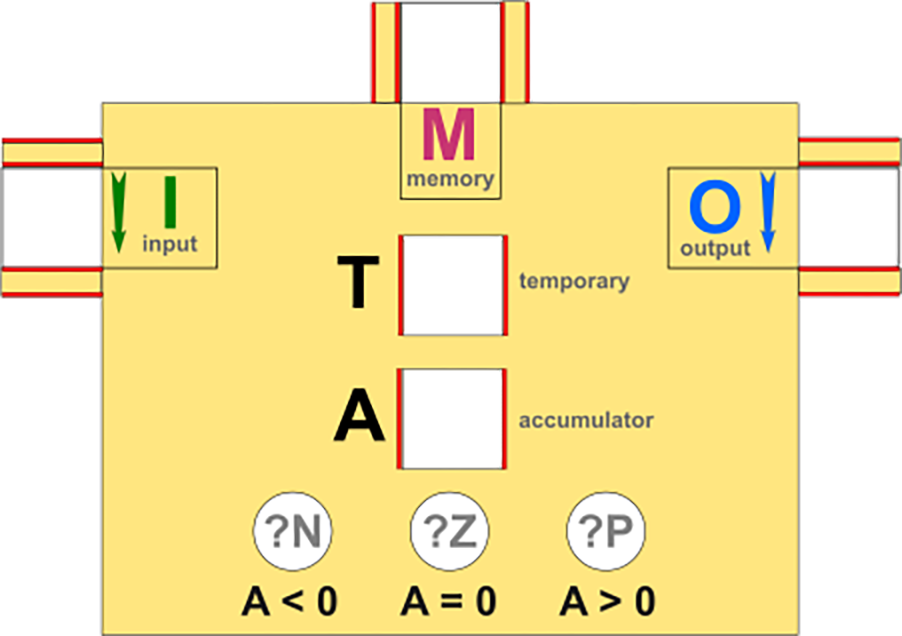 M
memory
I
input
O
output
T
temporary
A
accumulator
?N
?Z
?P
A < 0
A = 0
A > 0